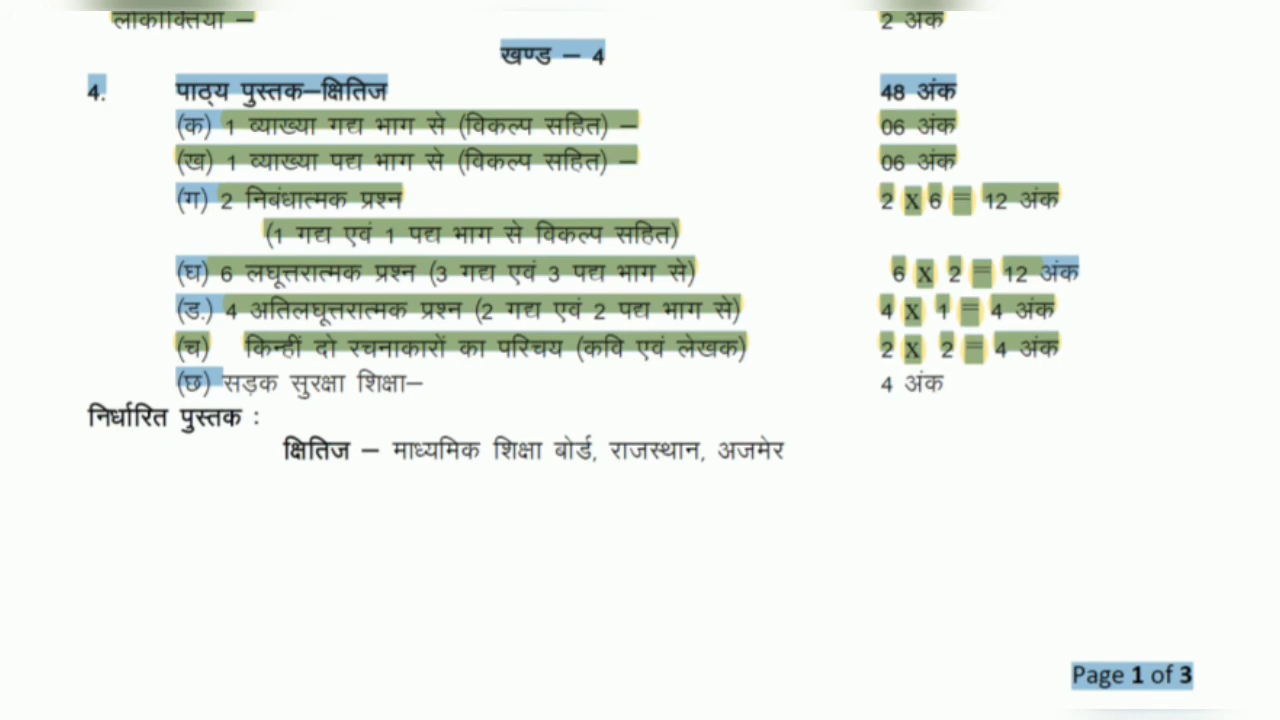 लोकोक्तियाँ – 2 अंक
खण्ड – 4
4. पाठ्य पुस्तक–क्षितिज 48 अंक
(क) 1 व्याख्या गद्य भाग से (विकल्प सहित) – 06 अंक
(ख) 1 व्याख्या पद्य भाग से (विकल्प सहित) – 06 अंक
(ग) 2 निबंधात्मक प्रश्न 2 X 6 = 12 अंक
(1 गद्य एवं 1 पद्य भाग से विकल्प सहित)
(घ) 6 लघूत्तरात्मक प्रश्न (3 गद्य एवं 3 पद्य भाग से) 6 X 2 = 12 अंक
(ड.) 4 अतिलघूत्तरात्मक प्रश्न (2 गद्य एवं 2 पद्य भाग से) 4 X 1 = 4 अंक
(च) किन्हीं दो रचनाकारों का परिचय (कवि एवं लेखक) 2 X 2 = 4 अंक
(छ) सड़क सुरक्षा शिक्षा– 4 अंक
निर्धारित पुस्तक :
क्षितिज – माध्यमिक शिक्षा बोर्ड, राजस्थान, अजमेर
Page 1 of 3